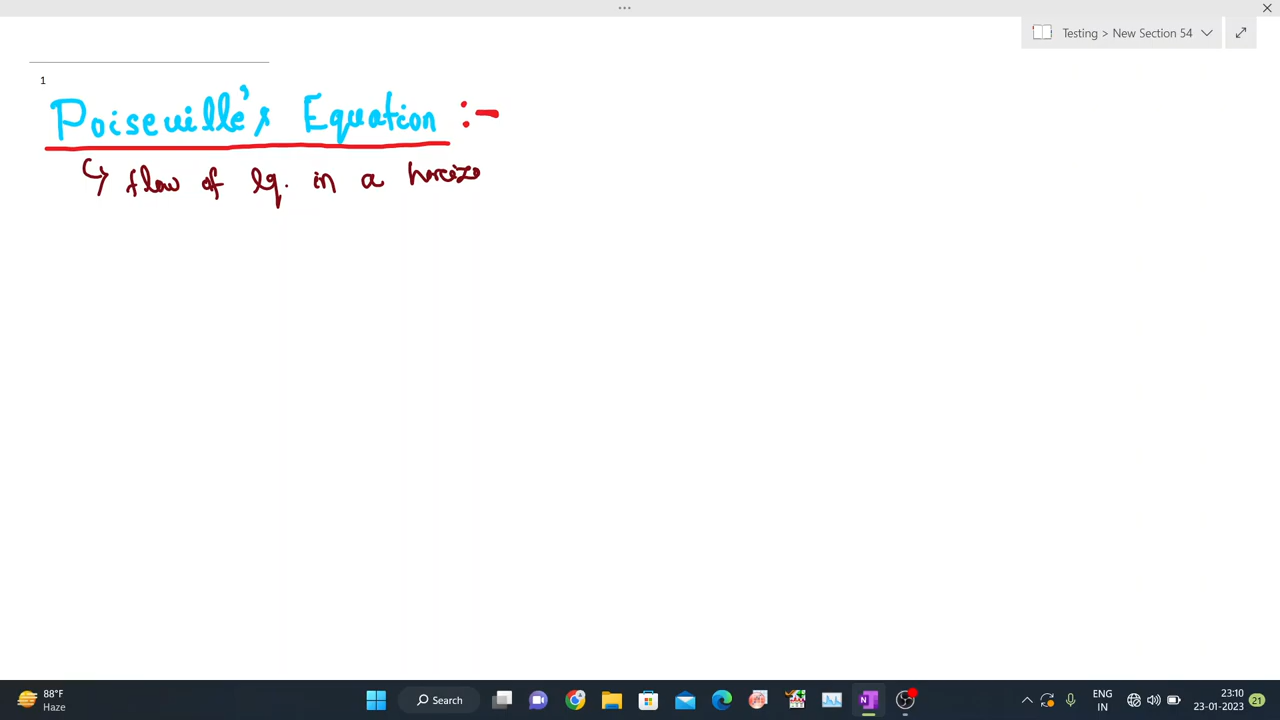 Testing > New Section 54
1
Poiseuille's Equation :-
↳ flow of lq. in a horizo
88°F
Haze
Search
ENG
IN
23:10
23-01-2023
21